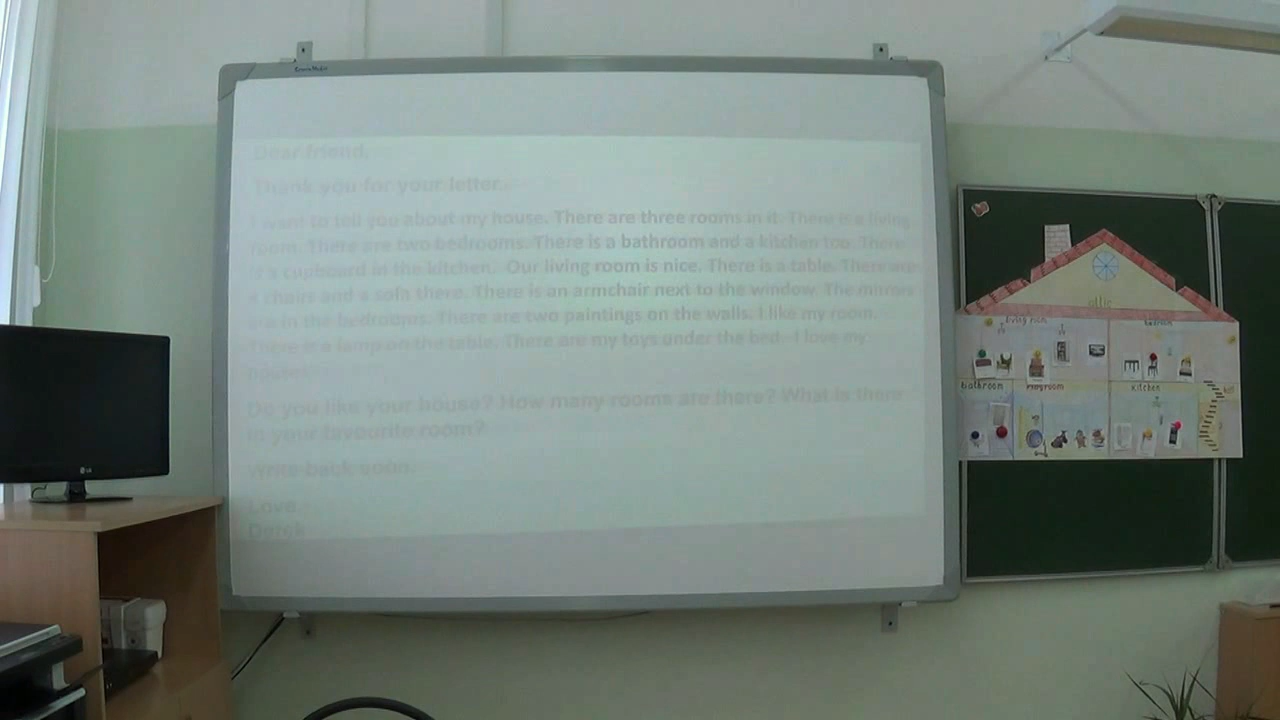 Dear friend,
Thank you for your letter.
I want to tell you about my house. There are three rooms in it. There is a living
room. There are two bedrooms. There is a bathroom and a kitchen too. There
is a cupboard in the kitchen. Our living room is nice. There is a table. There are
4 chairs and a sofa there. There is an armchair next to the window. The mirrors
are in the bedrooms. There are two paintings on the walls. I like my room.
There are lamp on the table. There are my toys under the bed. I love my
house.
Do you like your house? How many rooms are there? What is there
in your favourite room?
Write back soon.
Love,
Derek
attic
living room
bedroom
bathroom
playroom
kitchen
LG